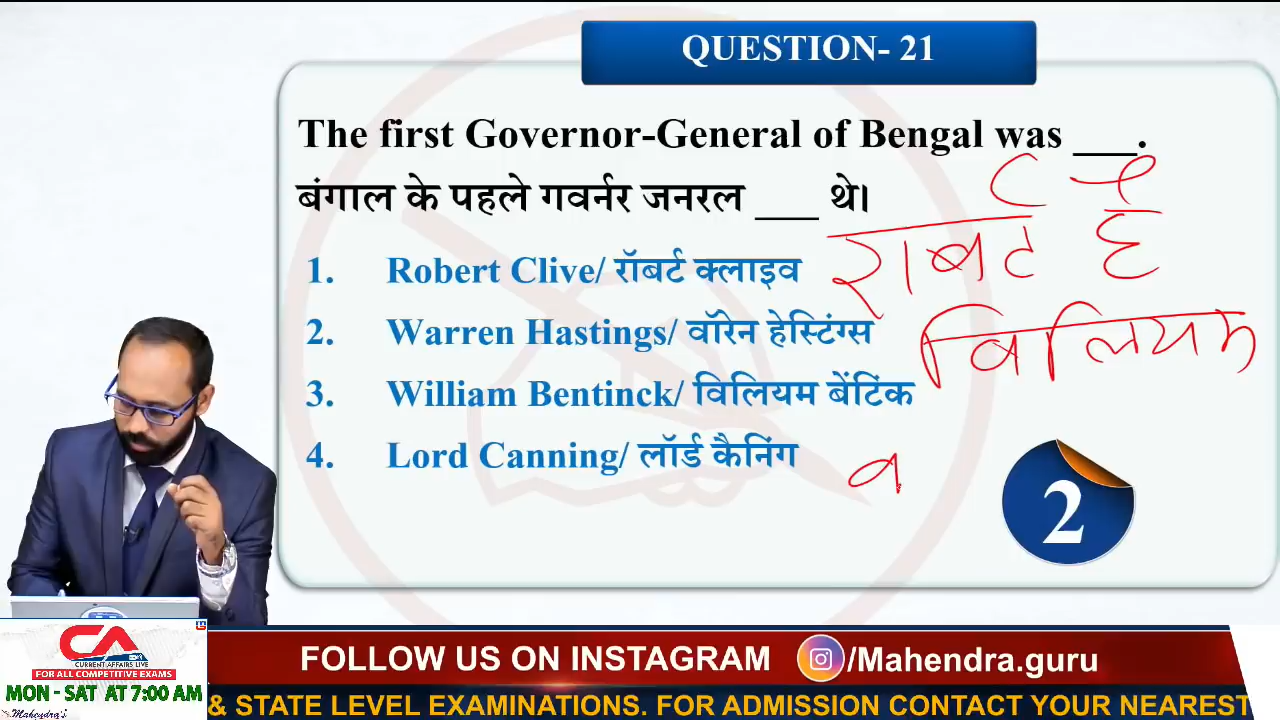 QUESTION- 21
The first Governor-General of Bengal was ___.
बंगाल के पहले गवर्नर जनरल ___ थे।
1. Robert Clive/ रॉबर्ट क्लाइव
2. Warren Hastings/ वॉरेन हेस्टिंग्स
3. William Bentinck/ विलियम बेंटिंक
4. Lord Canning/ लॉर्ड कैनिंग
राबर्ट
विलियम
व
2
CA
CURRENT AFFAIRS LIVE
FOR ALL COMPETITIVE EXAMS
MON - SAT AT 7:00 AM
Mahendra's
FOLLOW US ON INSTAGRAM /Mahendra.guru
& STATE LEVEL EXAMINATIONS. FOR ADMISSION CONTACT YOUR NEAREST